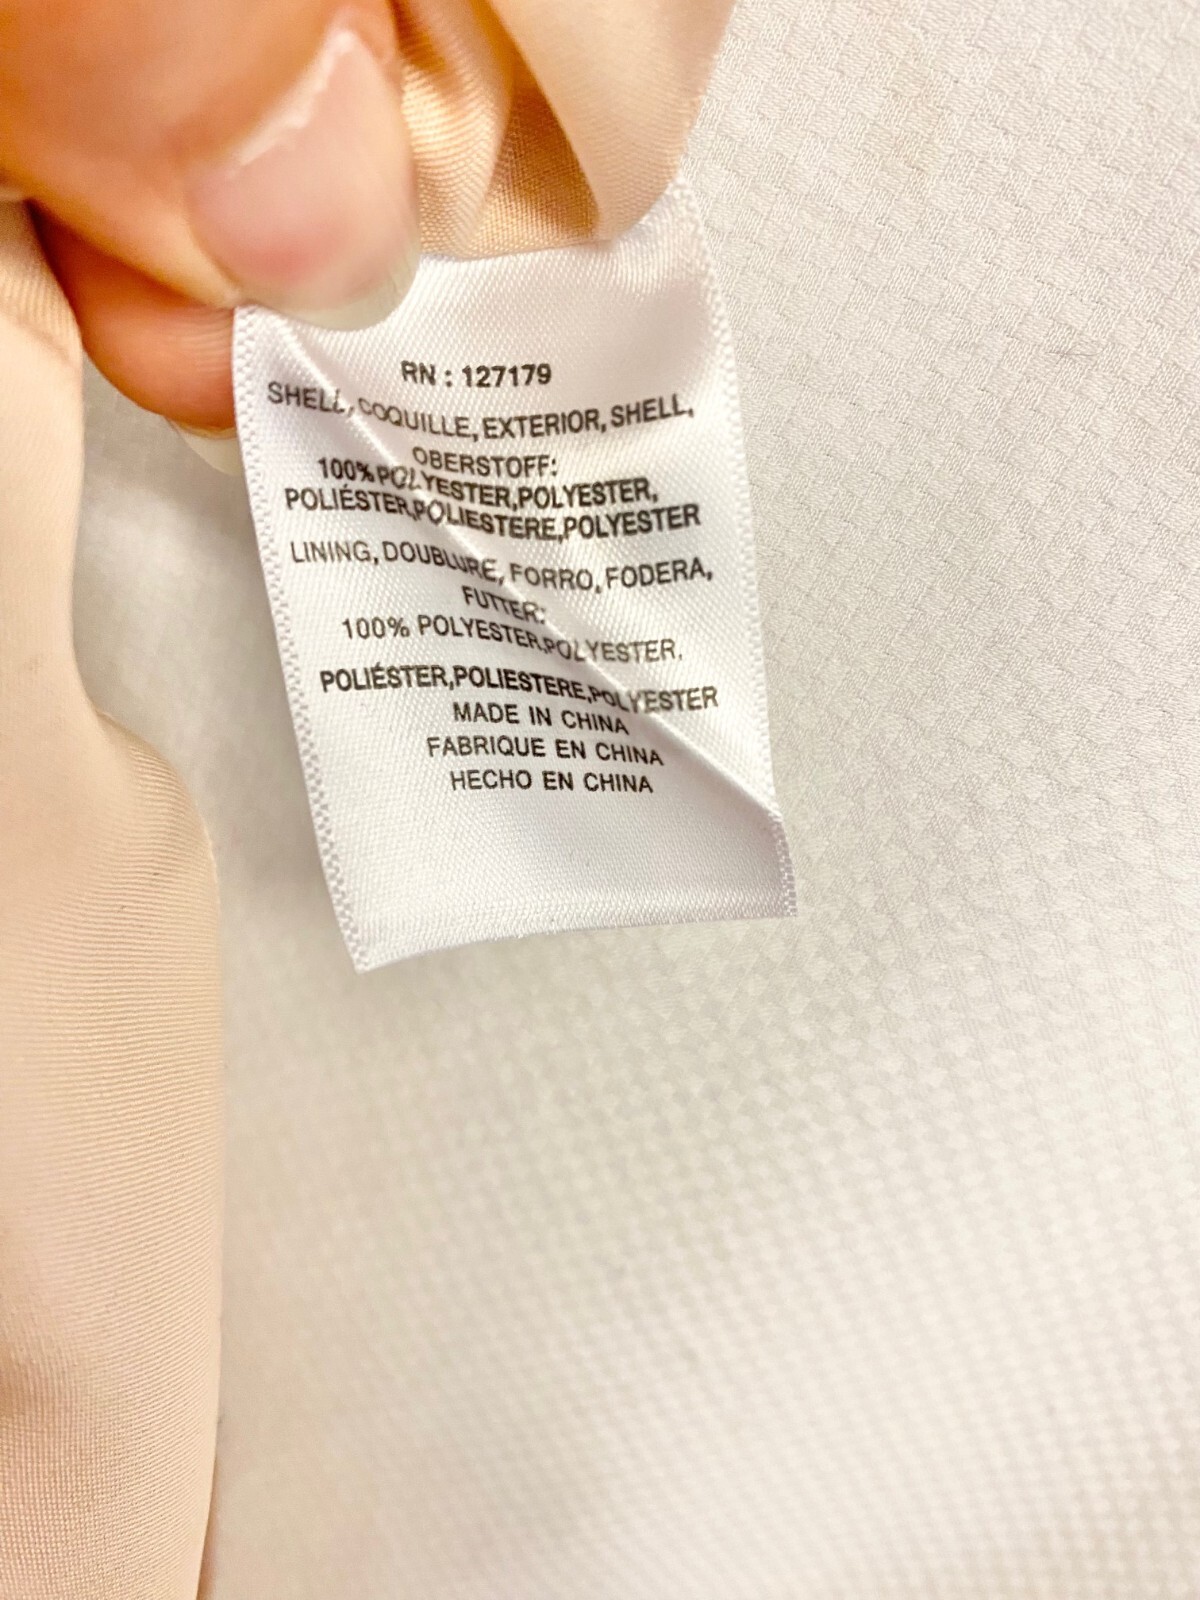 RN : 127179
SHELL, COQUILLE, EXTERIOR, SHELL,
OBERSTOFF:
100% POLYESTER,POLYESTER,
POLIÉSTER,POLIESTERE,POLYESTER
LINING, DOUBLURE, FORRO, FODERA,
FUTTER:
100% POLYESTER,POLYESTER,
POLIÉSTER,POLIESTERE,POLYESTER
MADE IN CHINA
FABRIQUE EN CHINA
HECHO EN CHINA